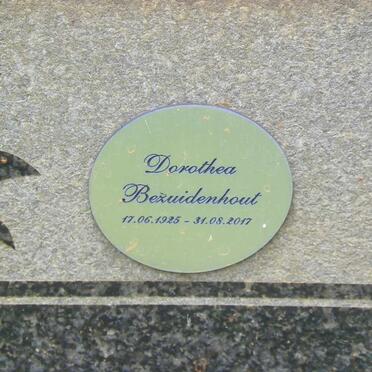 Dorothea
Bezuidenhout
17.06.1925 - 31.08.2017